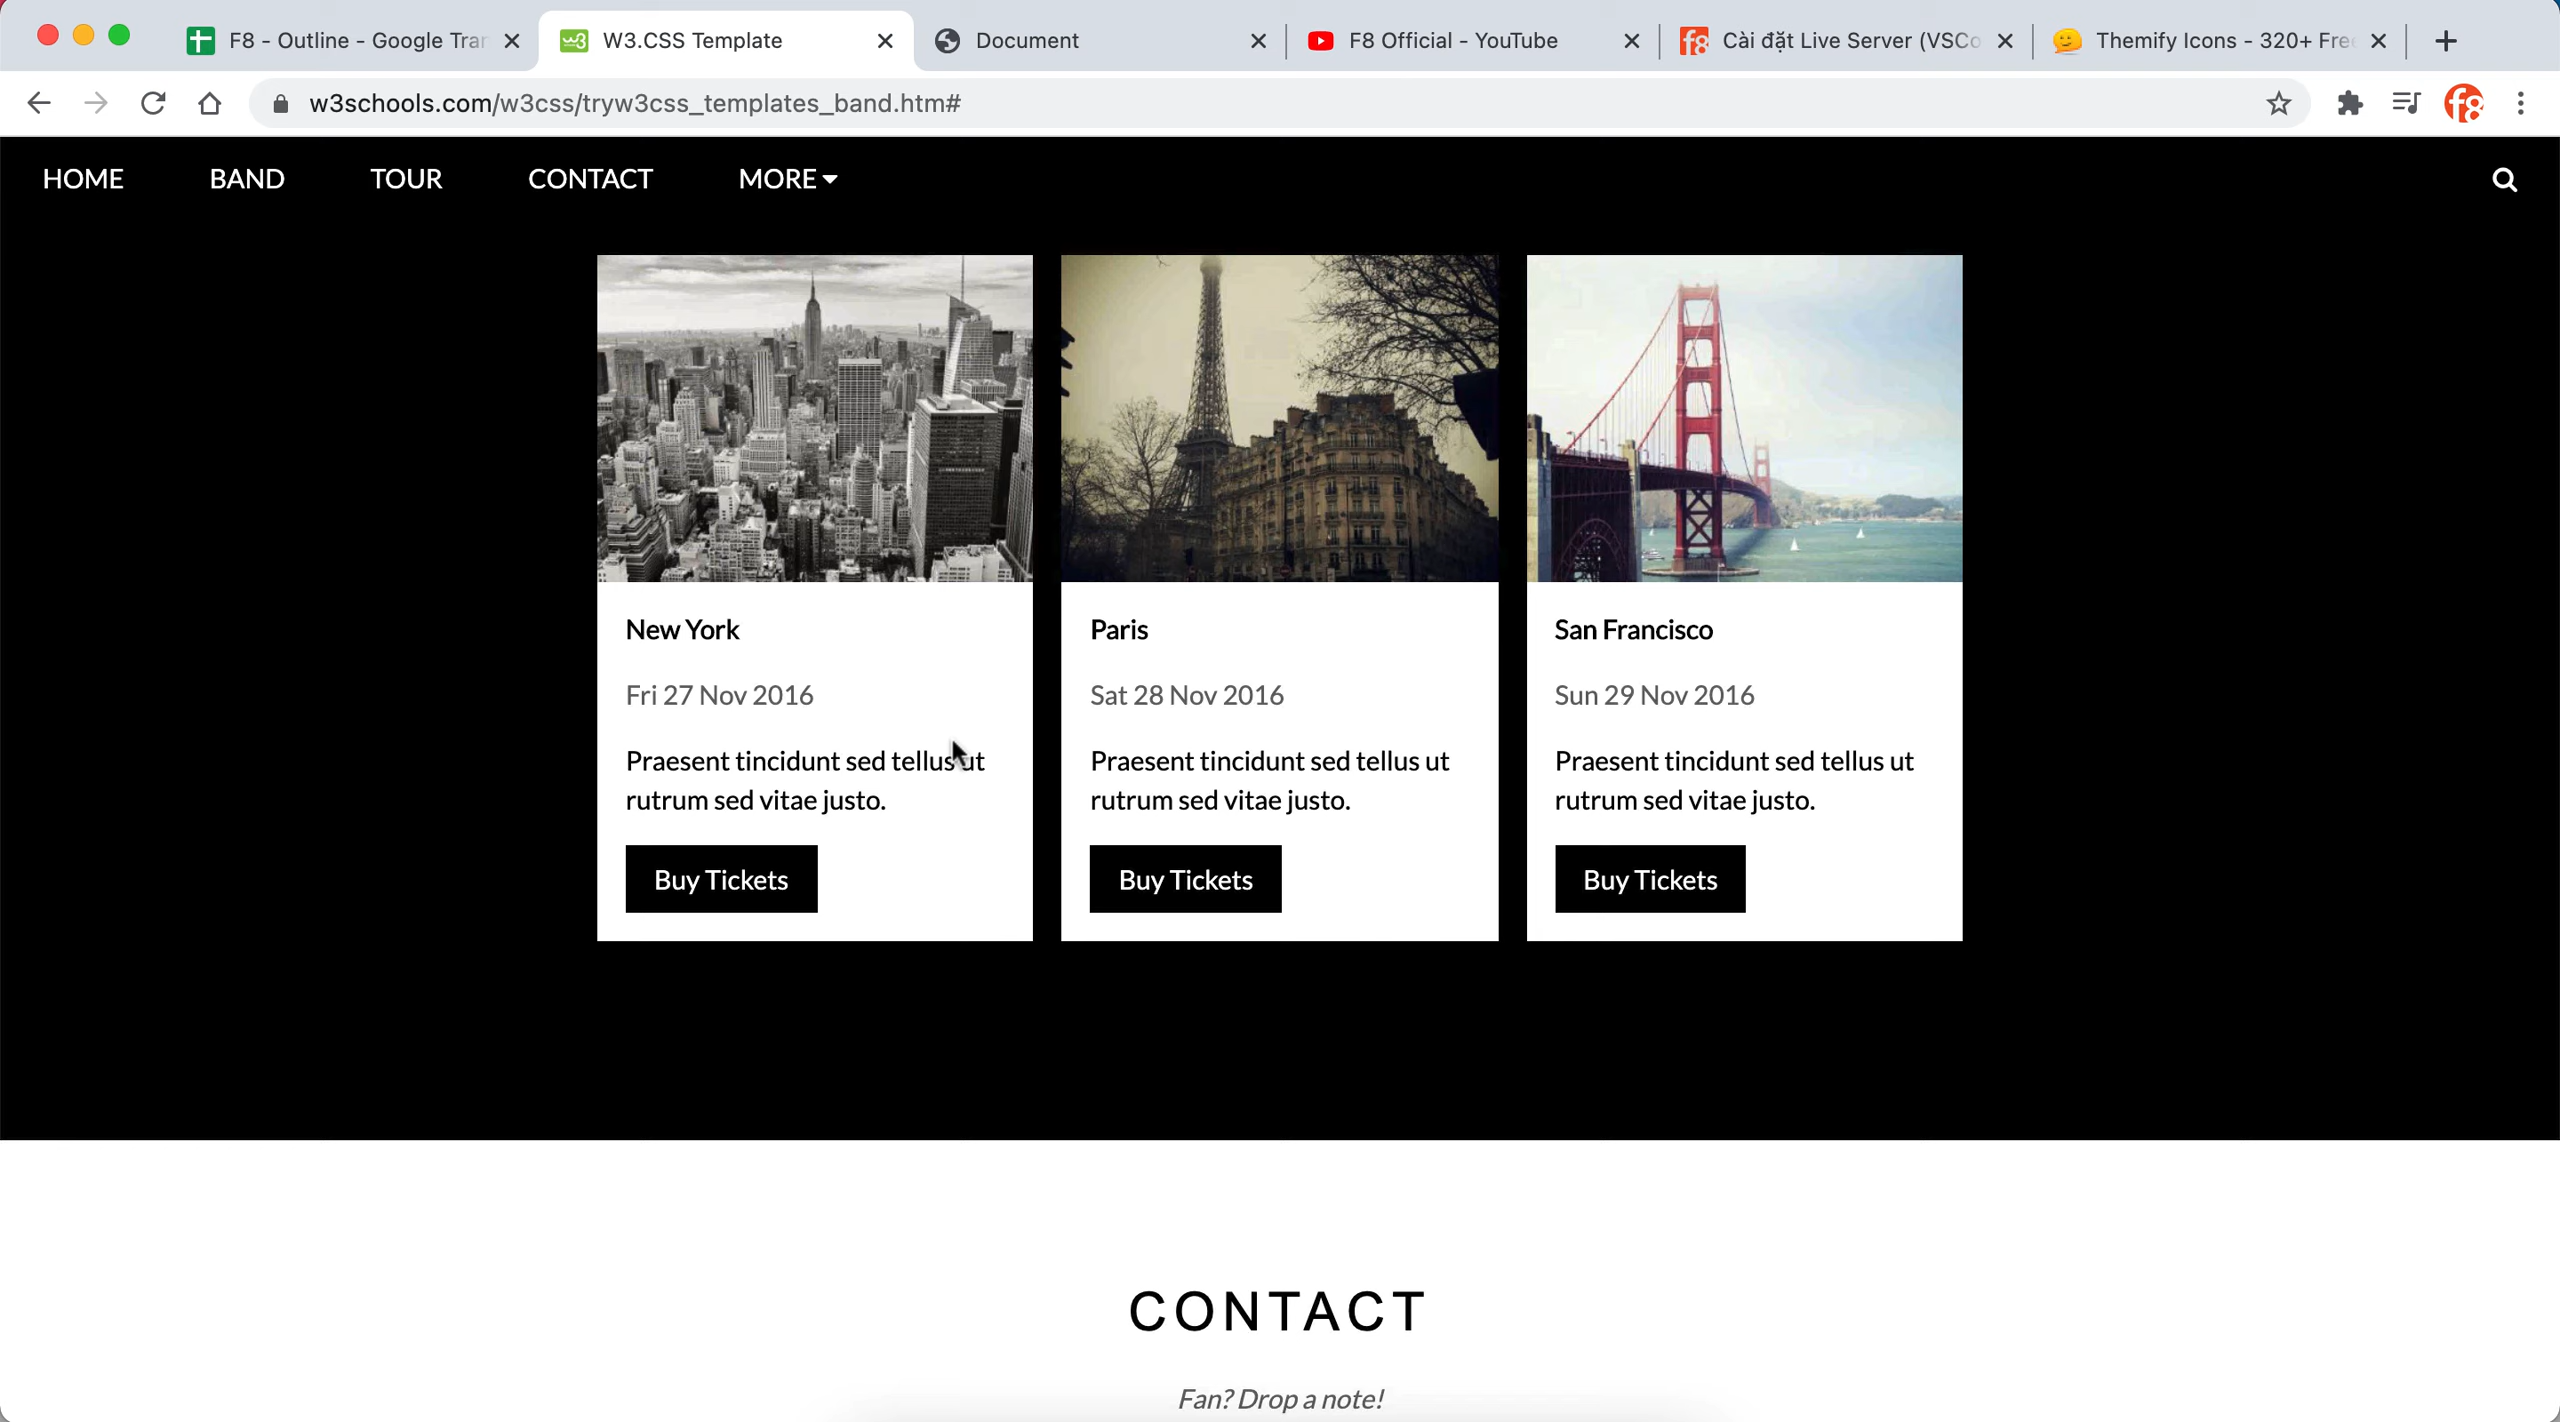 F8 - Outline - Google Tran
W3.CSS Template
Document
F8 Official - YouTube
Cài đặt Live Server (VSCo
Themify Icons - 320+ Free
w3schools.com/w3css/tryw3css_templates_band.htm#
HOME
BAND
TOUR
CONTACT
MORE
New York
Fri 27 Nov 2016
Praesent tincidunt sed tellus ut
rutrum sed vitae justo.
Buy Tickets
Paris
Sat 28 Nov 2016
Praesent tincidunt sed tellus ut
rutrum sed vitae justo.
Buy Tickets
San Francisco
Sun 29 Nov 2016
Praesent tincidunt sed tellus ut
rutrum sed vitae justo.
Buy Tickets
CONTACT
Fan? Drop a note!